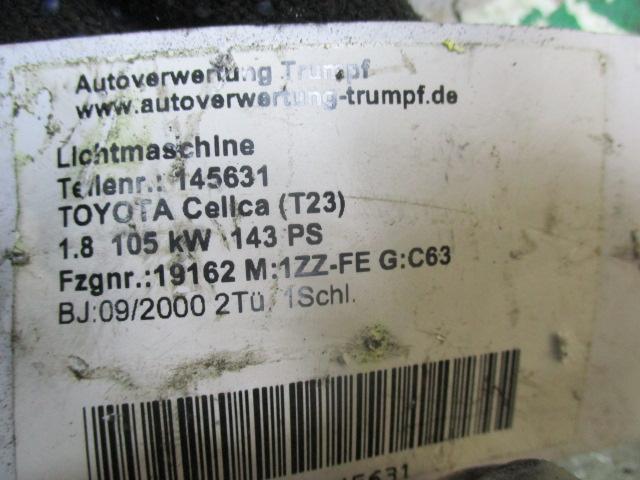 Autoverwertung Trumpf
www.autoverwertung-trumpf.de
Lichtmaschine
Teilenr.: 145631
TOYOTA Celica (T23)
1.8 105 kW 143 PS
Fzgnr.:19162 M:1ZZ-FE G:C63
BJ:09/2000 2Tü, 1Schl.